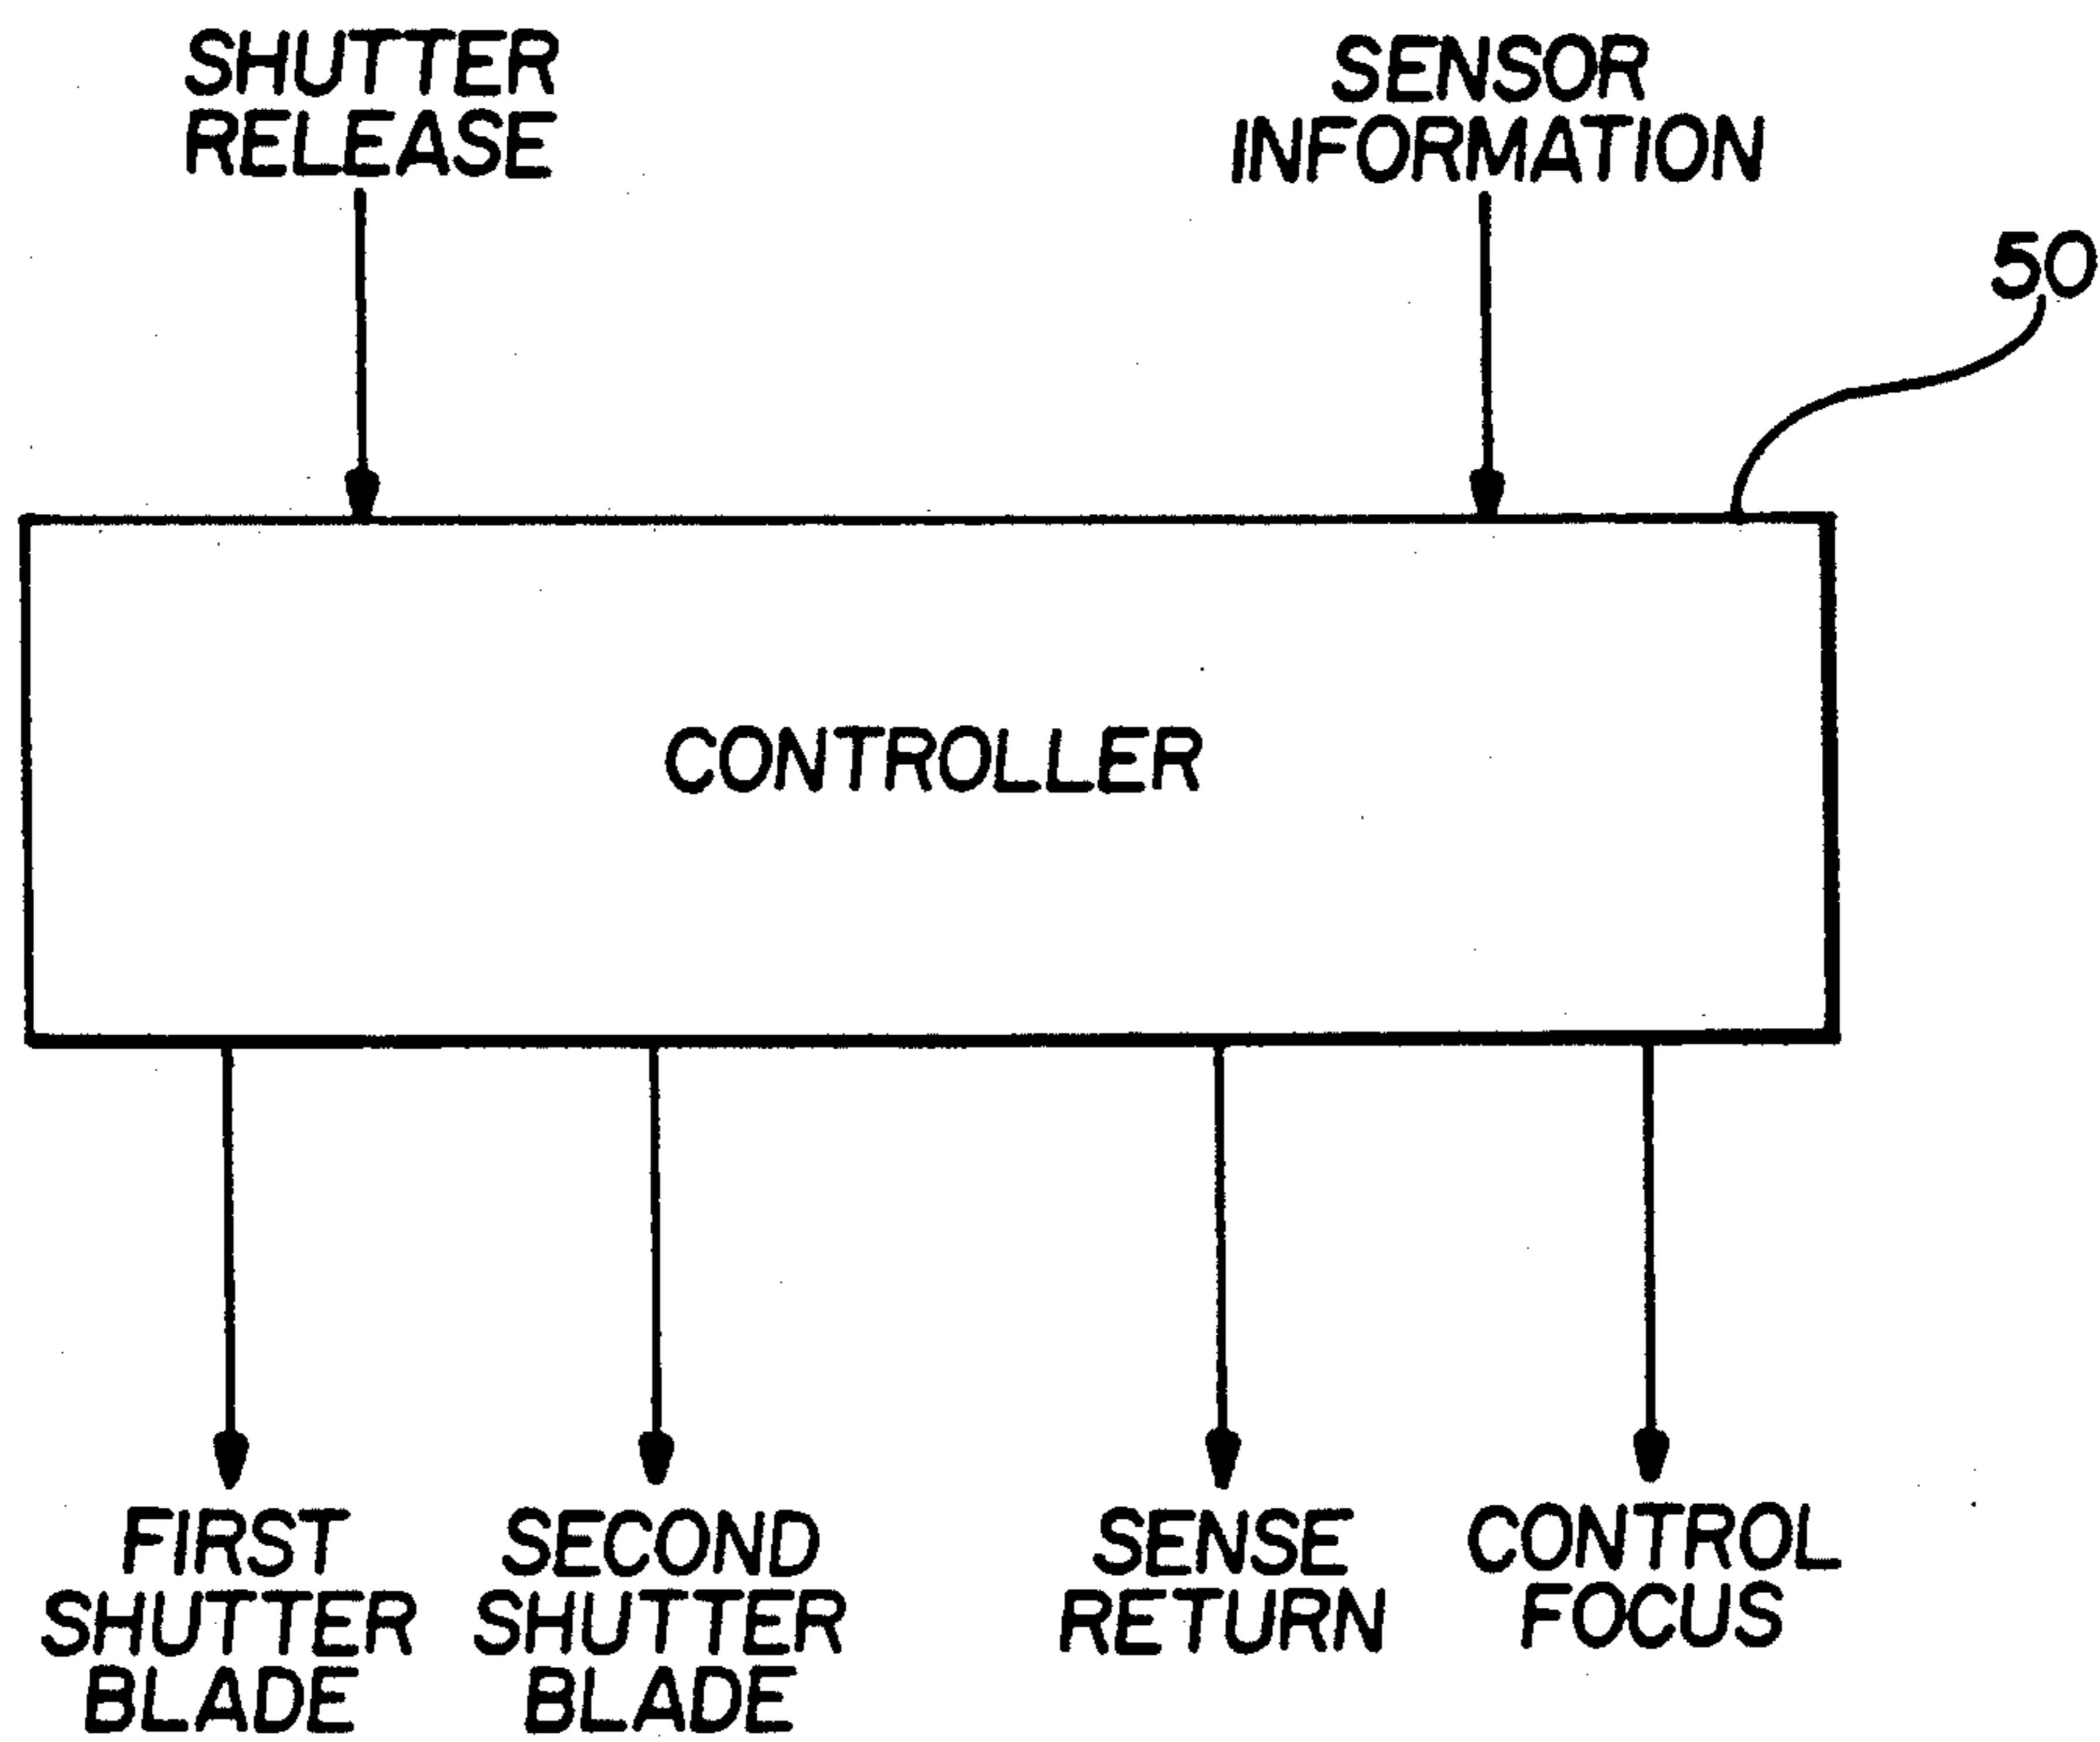 SHUTTER
RELEASE
SENSOR
INFORMATION
50
CONTROLLER
FIRST
SHUTTER
BLADE
SECOND
SHUTTER
BLADE
SENSE
RETURN
CONTROL
FOCUS